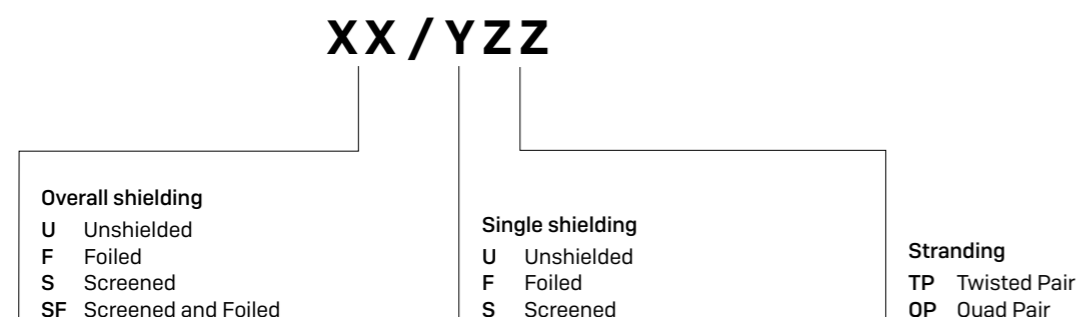 XX/YZZ
Overall shielding
U Unshielded
F Foiled
S Screened
SF Screened and Foiled
Single shielding
U Unshielded
F Foiled
S Screened
Stranding
TP Twisted Pair
QP Quad Pair